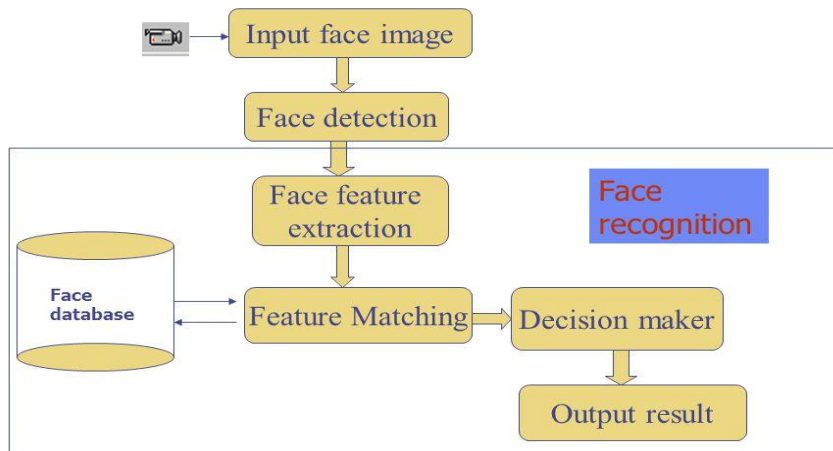 Input face image
Face detection
Face feature
extraction
Face
recognition
Face
database
Feature Matching
Decision maker
Output result